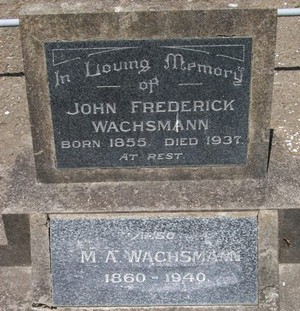 In Loving Memory
of
JOHN FREDERICK
WACHSMANN
BORN 1855. DIED 1937.
AT REST.
ALSO
M. A. WACHSMANN
1860 - 1940.